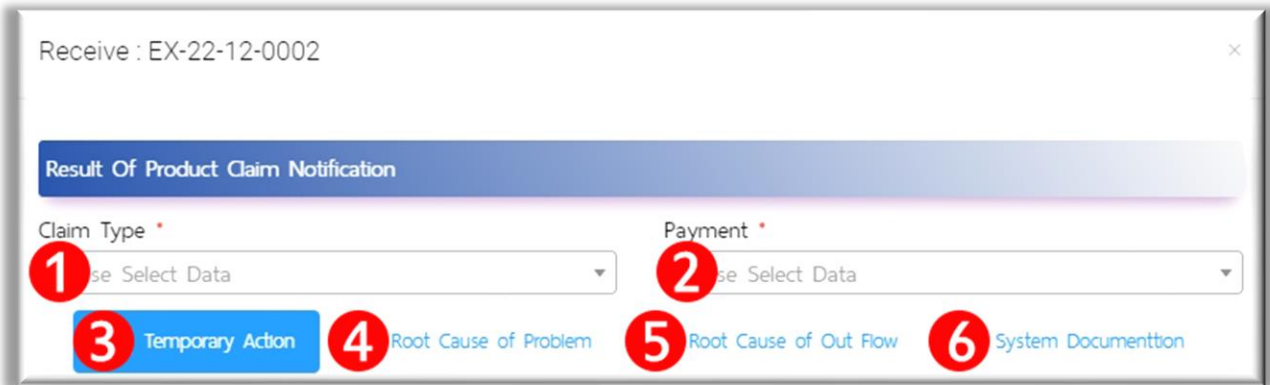 Receive : EX-22-12-0002
×
Result Of Product Claim Notification
Claim Type * Payment *
1 se Select Data 2 se Select Data
3 Temporary Action 4 Root Cause of Problem 5 Root Cause of Out Flow 6 System Documenttion